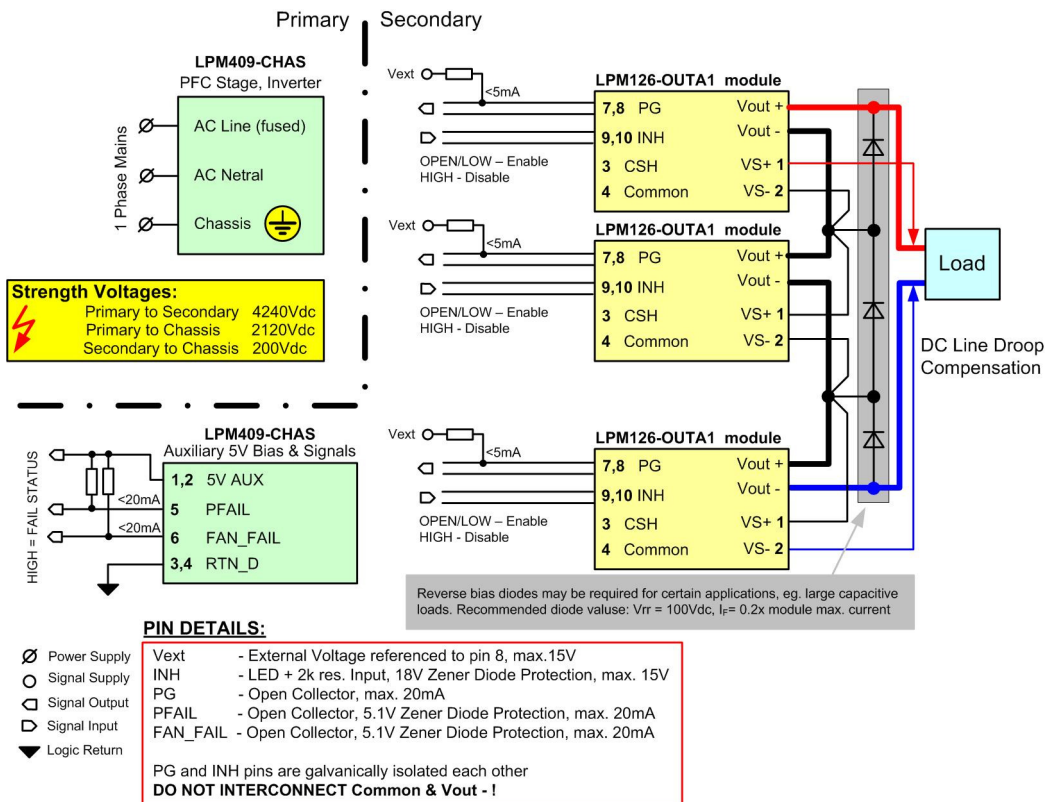 Primary
Secondary
LPM409-CHAS
PFC Stage, Inverter
1 Phase Mains
AC Line (fused)
AC Netral
Chassis
Strength Voltages:
Primary to Secondary 4240Vdc
Primary to Chassis 2120Vdc
Secondary to Chassis 200Vdc
LPM409-CHAS
Auxiliary 5V Bias & Signals
HIGH = FAIL STATUS
<20mA
<20mA
1,2 5V AUX
5 PFAIL
6 FAN_FAIL
3,4 RTN_D
Vext
<5mA
OPEN/LOW – Enable
HIGH - Disable
LPM126-OUTA1 module
7,8 PG Vout +
9,10 INH Vout -
3 CSH VS+ 1
4 Common VS- 2
Vext
<5mA
OPEN/LOW – Enable
HIGH - Disable
LPM126-OUTA1 module
7,8 PG Vout +
9,10 INH Vout -
3 CSH VS+ 1
4 Common VS- 2
Vext
<5mA
OPEN/LOW – Enable
HIGH - Disable
LPM126-OUTA1 module
7,8 PG Vout +
9,10 INH Vout -
3 CSH VS+ 1
4 Common VS- 2
Load
DC Line Droop
Compensation
Reverse bias diodes may be required for certain applications, eg. large capacitive
loads. Recommended diode valuse: Vrr = 100Vdc, IF= 0.2x module max. current
Power Supply
Signal Supply
Signal Output
Signal Input
Logic Return
PIN DETAILS:
Vext - External Voltage referenced to pin 8, max.15V
INH - LED + 2k res. Input, 18V Zener Diode Protection, max. 15V
PG - Open Collector, max. 20mA
PFAIL - Open Collector, 5.1V Zener Diode Protection, max. 20mA
FAN_FAIL - Open Collector, 5.1V Zener Diode Protection, max. 20mA
PG and INH pins are galvanically isolated each other
DO NOT INTERCONNECT Common & Vout - !